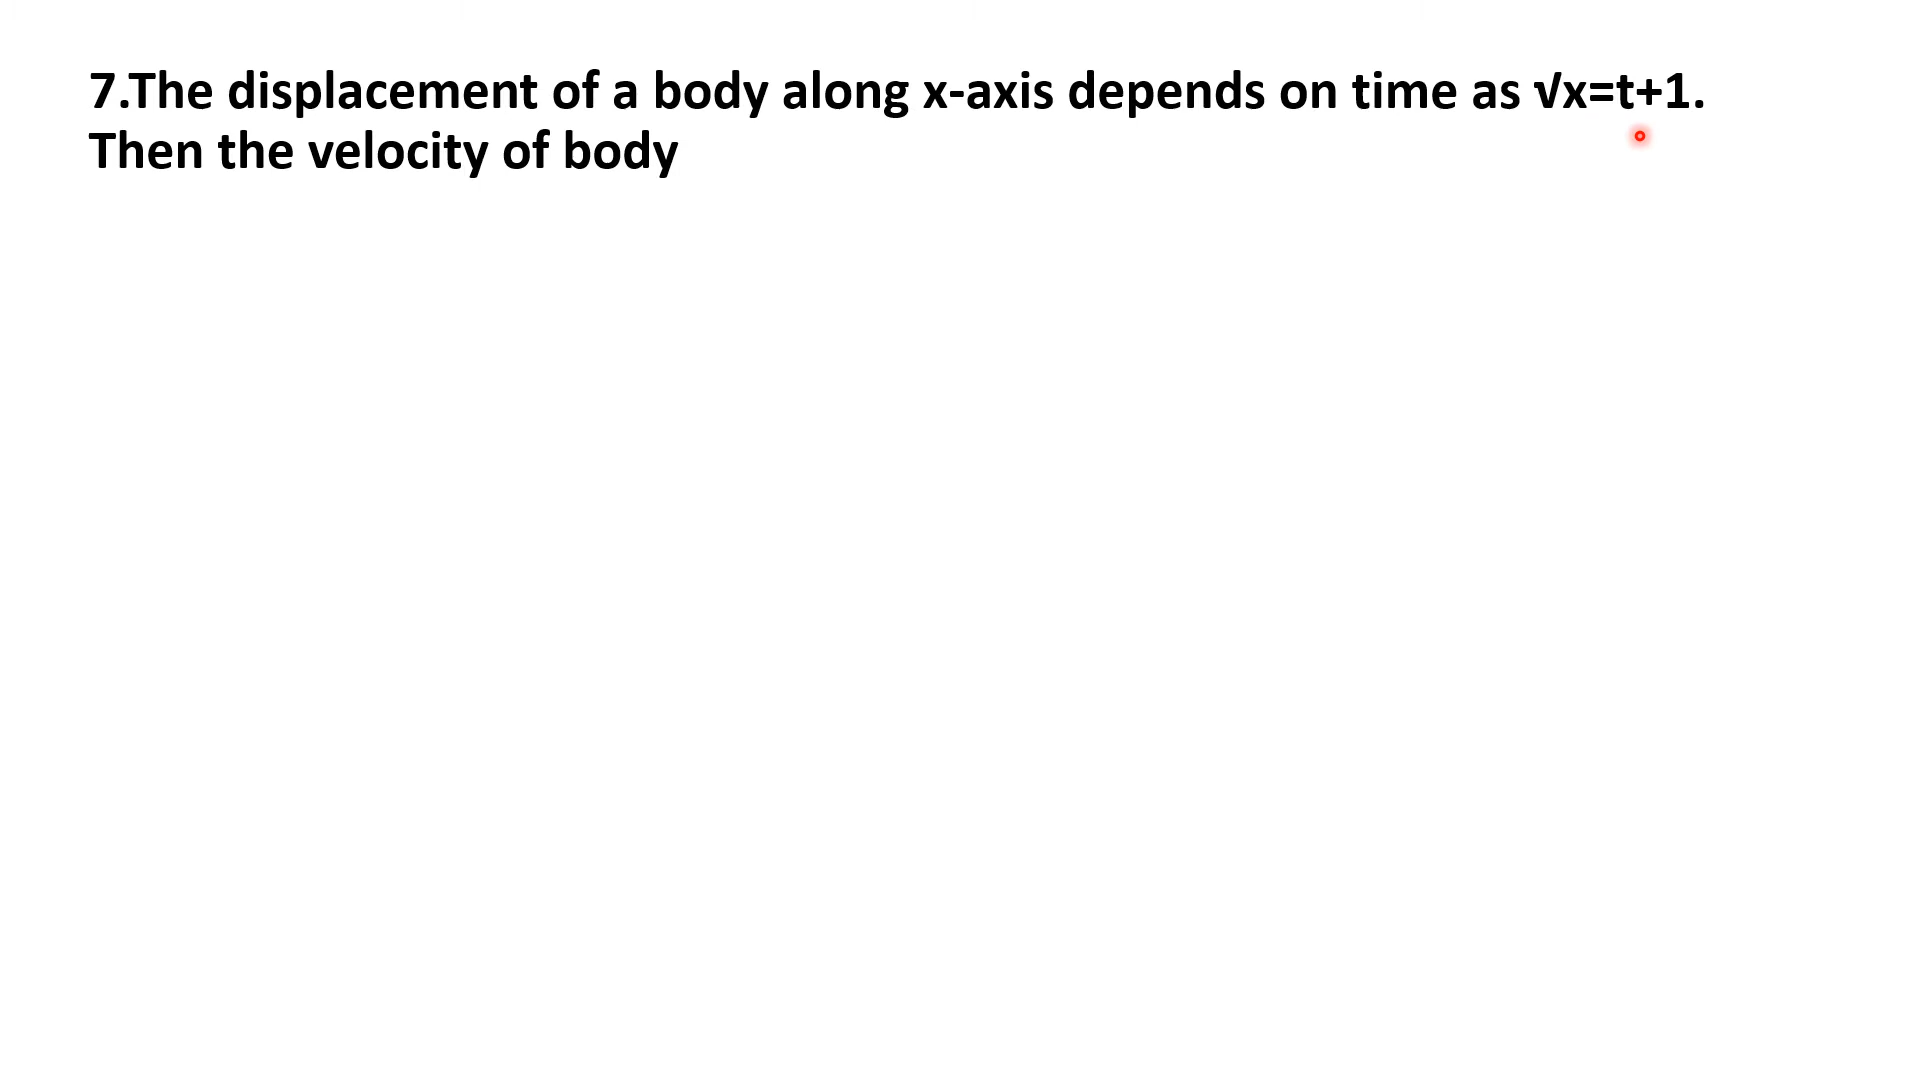 7.The displacement of a body along x-axis depends on time as √x=t+1.
Then the velocity of body